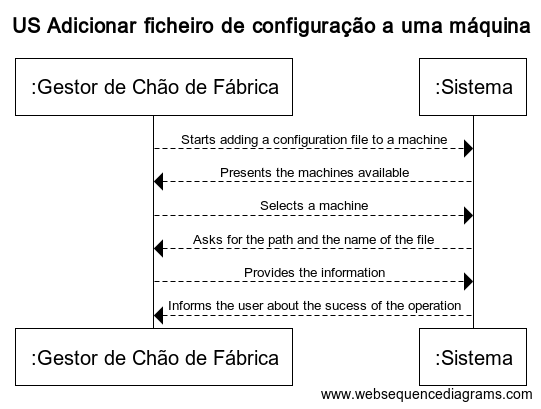 US Adicionar ficheiro de configuração a uma máquina
:Gestor de Chão de Fábrica
:Sistema
Starts adding a configuration file to a machine
Presents the machines available
Selects a machine
Asks for the path and the name of the file
Provides the information
Informs the user about the sucess of the operation
:Gestor de Chão de Fábrica
:Sistema
www.websequencediagrams.com